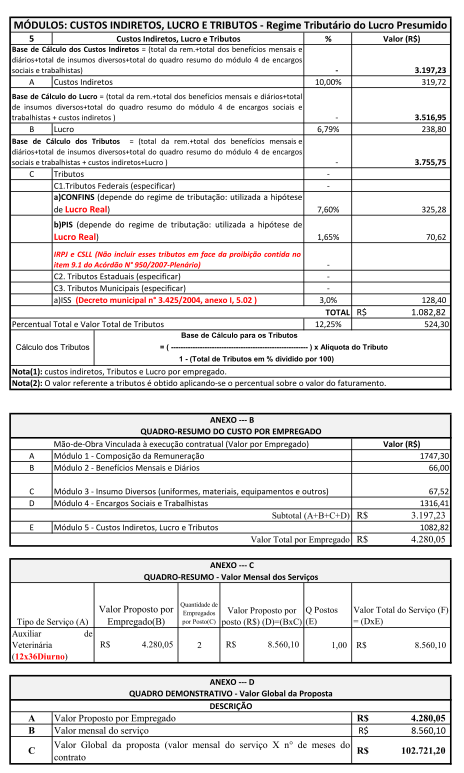 MÓDULO5: CUSTOS INDIRETOS, LUCRO E TRIBUTOS - Regime Tributário do Lucro Presumido
5 Custos Indiretos, Lucro e Tributos % Valor (R$)
Base de Cálculo dos Custos Indiretos = (total da rem.+total dos benefícios mensais e
diários+total de insumos diversos+total do quadro resumo do módulo 4 de encargos
sociais e trabalhistas) - 3.197,23
A Custos Indiretos 10,00% 319,72
Base de Cálculo do Lucro = (total da rem.+total dos benefícios mensais e diários+total
de insumos diversos+total do quadro resumo do módulo 4 de encargos sociais e
trabalhistas + custos indiretos ) - 3.516,95
B Lucro 6,79% 238,80
Base de Cálculo dos Tributos = (total da rem.+total dos benefícios mensais e
diários+total de insumos diversos+total do quadro resumo do módulo 4 de encargos
sociais e trabalhistas + custos indiretos+Lucro ) - 3.755,75
C Tributos -
C1.Tributos Federais (especificar) -
a)CONFINS (depende do regime de tributação: utilizada a hipótese
de Lucro Real) 7,60% 325,28
b)PIS (depende do regime de tributação: utilizada a hipótese de
Lucro Real) 1,65% 70,62
IRPJ e CSLL (Não incluir esses tributos em face da proibição contida no
item 9.1 do Acórdão N° 950/2007-Plenário) -
C2. Tributos Estaduais (especificar) -
C3. Tributos Municipais (especificar) -
a)ISS (Decreto municipal n° 3.425/2004, anexo I, 5.02 ) 3,0% 128,40
TOTAL R$ 1.082,82
Percentual Total e Valor Total de Tributos 12,25% 524,30
Base de Cálculo para os Tributos
Cálculo dos Tributos = ( ------------------------------------------------------ ) x Alíquota do Tributo
1 - (Total de Tributos em % dividido por 100)
Nota(1): custos indiretos, Tributos e Lucro por empregado.
Nota(2): O valor referente a tributos é obtido aplicando-se o percentual sobre o valor do faturamento.
ANEXO --- B
QUADRO-RESUMO DO CUSTO POR EMPREGADO
Mão-de-Obra Vinculada à execução contratual (Valor por Empregado) Valor (R$)
A Módulo 1 - Composição da Remuneração 1747,30
B Módulo 2 - Benefícios Mensais e Diários 66,00
C Módulo 3 - Insumo Diversos (uniformes, materiais, equipamentos e outros) 67,52
D Módulo 4 - Encargos Sociais e Trabalhistas 1316,41
Subtotal (A+B+C+D) R$ 3.197,23
E Módulo 5 - Custos Indiretos, Lucro e Tributos 1082,82
Valor Total por Empregado R$ 4.280,05
ANEXO --- C
QUADRO-RESUMO - Valor Mensal dos Serviços
Tipo de Serviço (A) Valor Proposto por Empregado(B) Quantidade de Empregados por Posto(C) Valor Proposto por posto (R$) (D)=(BxC) Q Postos (E) Valor Total do Serviço (F) = (DxE)
Auxiliar de
Veterinária R$ 4.280,05 2 R$ 8.560,10 1,00 R$ 8.560,10
(12x36Diurno)
ANEXO --- D
QUADRO DEMONSTRATIVO - Valor Global da Proposta
DESCRIÇÃO
A Valor Proposto por Empregado R$ 4.280,05
B Valor mensal do serviço R$ 8.560,10
C Valor Global da proposta (valor mensal do serviço X n° de meses do
contrato R$ 102.721,20